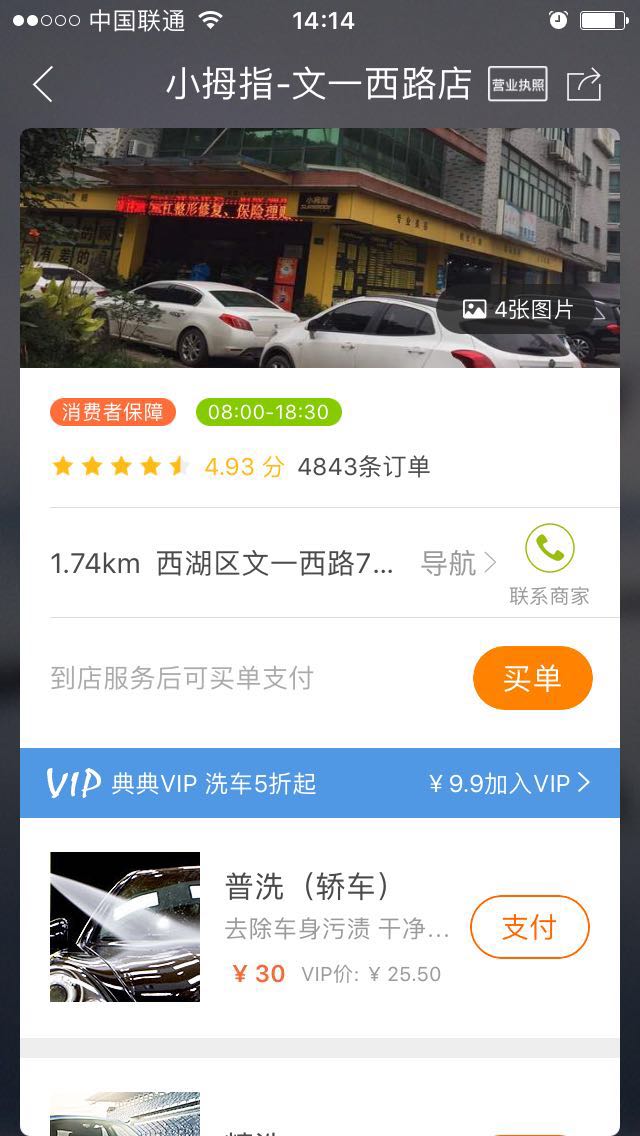 中国联通
14:14
小拇指-文一西路店
营业执照
小拇指
缸整形修复、保险理赔
4张图片
消费者保障
08:00-18:30
4.93 分
4843条订单
1.74km 西湖区文一西路7...
导航
联系商家
到店服务后可买单支付
买单
VIP 典典VIP 洗车5折起
¥ 9.9加入VIP
普洗（轿车）
去除车身污渍 干净...
支付
¥ 30 VIP价: ¥ 25.50